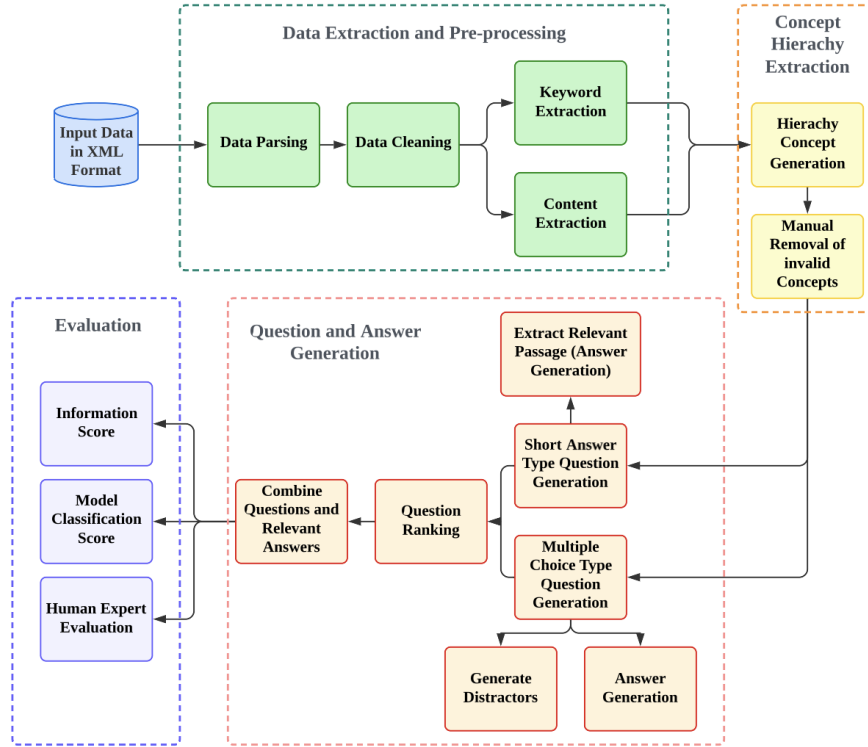 Data Extraction and Pre-processing
Concept
Hierachy
Extraction
Input Data
in XML
Format
Data Parsing
Data Cleaning
Keyword
Extraction
Content
Extraction
Hierachy
Concept
Generation
Manual
Removal of
invalid
Concepts
Evaluation
Information
Score
Model
Classification
Score
Human Expert
Evaluation
Question and Answer
Generation
Extract Relevant
Passage (Answer
Generation)
Short Answer
Type Question
Generation
Combine
Questions and
Relevant
Answers
Question
Ranking
Multiple
Choice Type
Question
Generation
Generate
Distractors
Answer
Generation